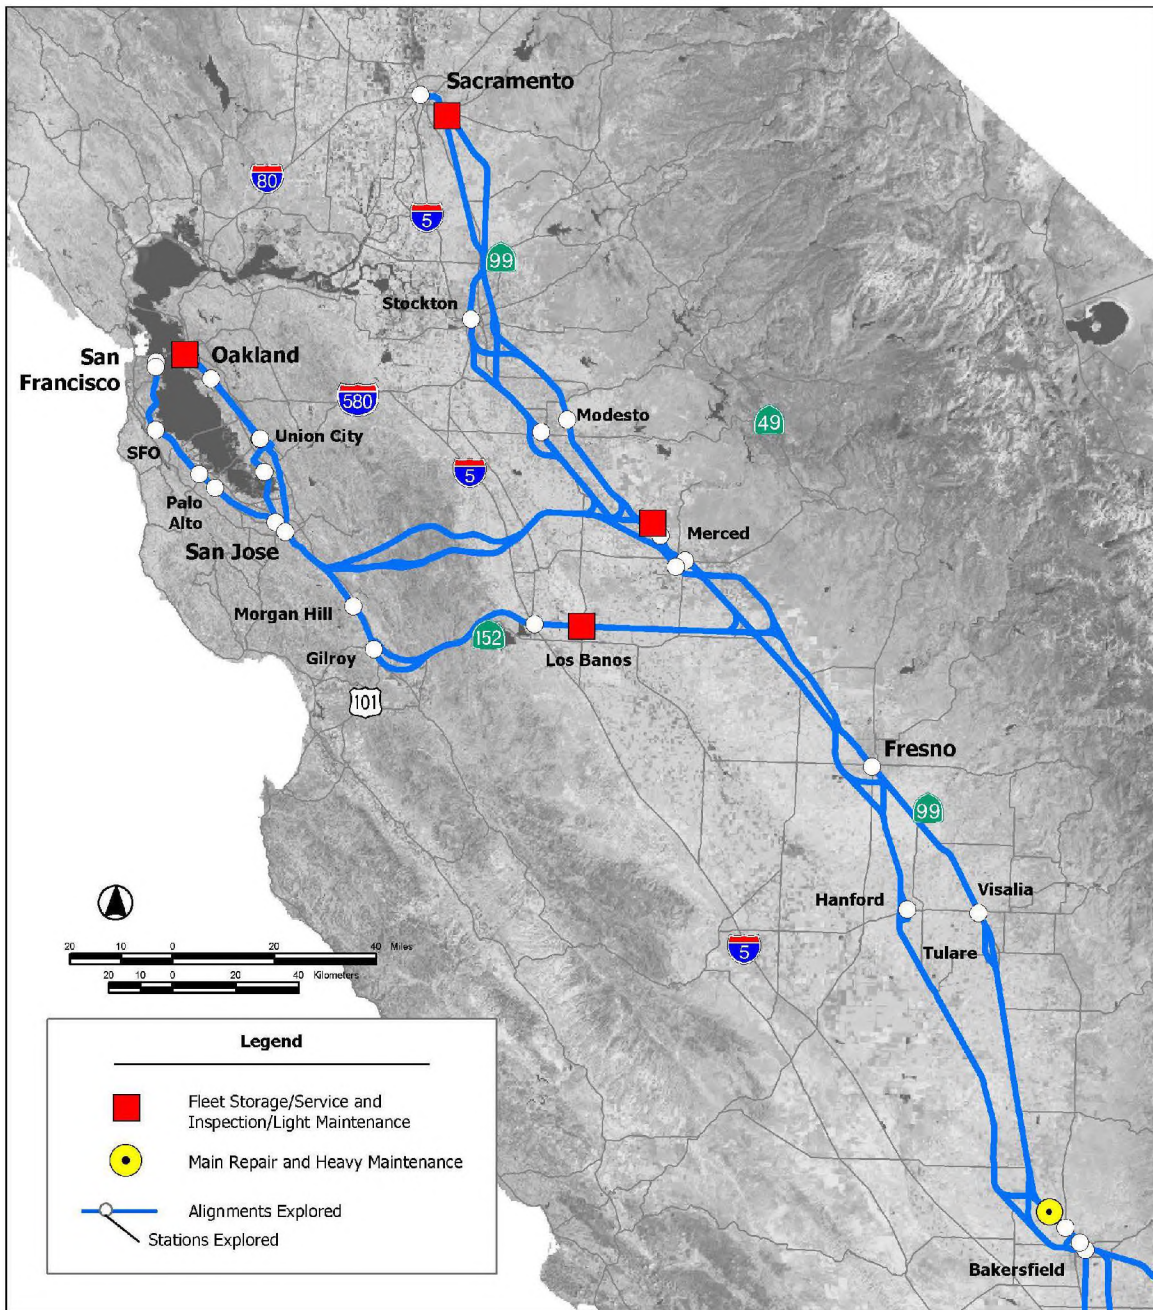 Sacramento
80
5
99
Stockton
San
Francisco
Oakland
580
Modesto
49
Union City
SFO
5
Palo
Alto
San Jose
Merced
Morgan Hill
152
Gilroy
Los Banos
101
Fresno
99
Hanford
Visalia
5
Tulare
20 10 0 20 40 Miles
20 10 0 20 40 Kilometers
Legend
Fleet Storage/Service and
Inspection/Light Maintenance
Main Repair and Heavy Maintenance
Alignments Explored
Stations Explored
Bakersfield